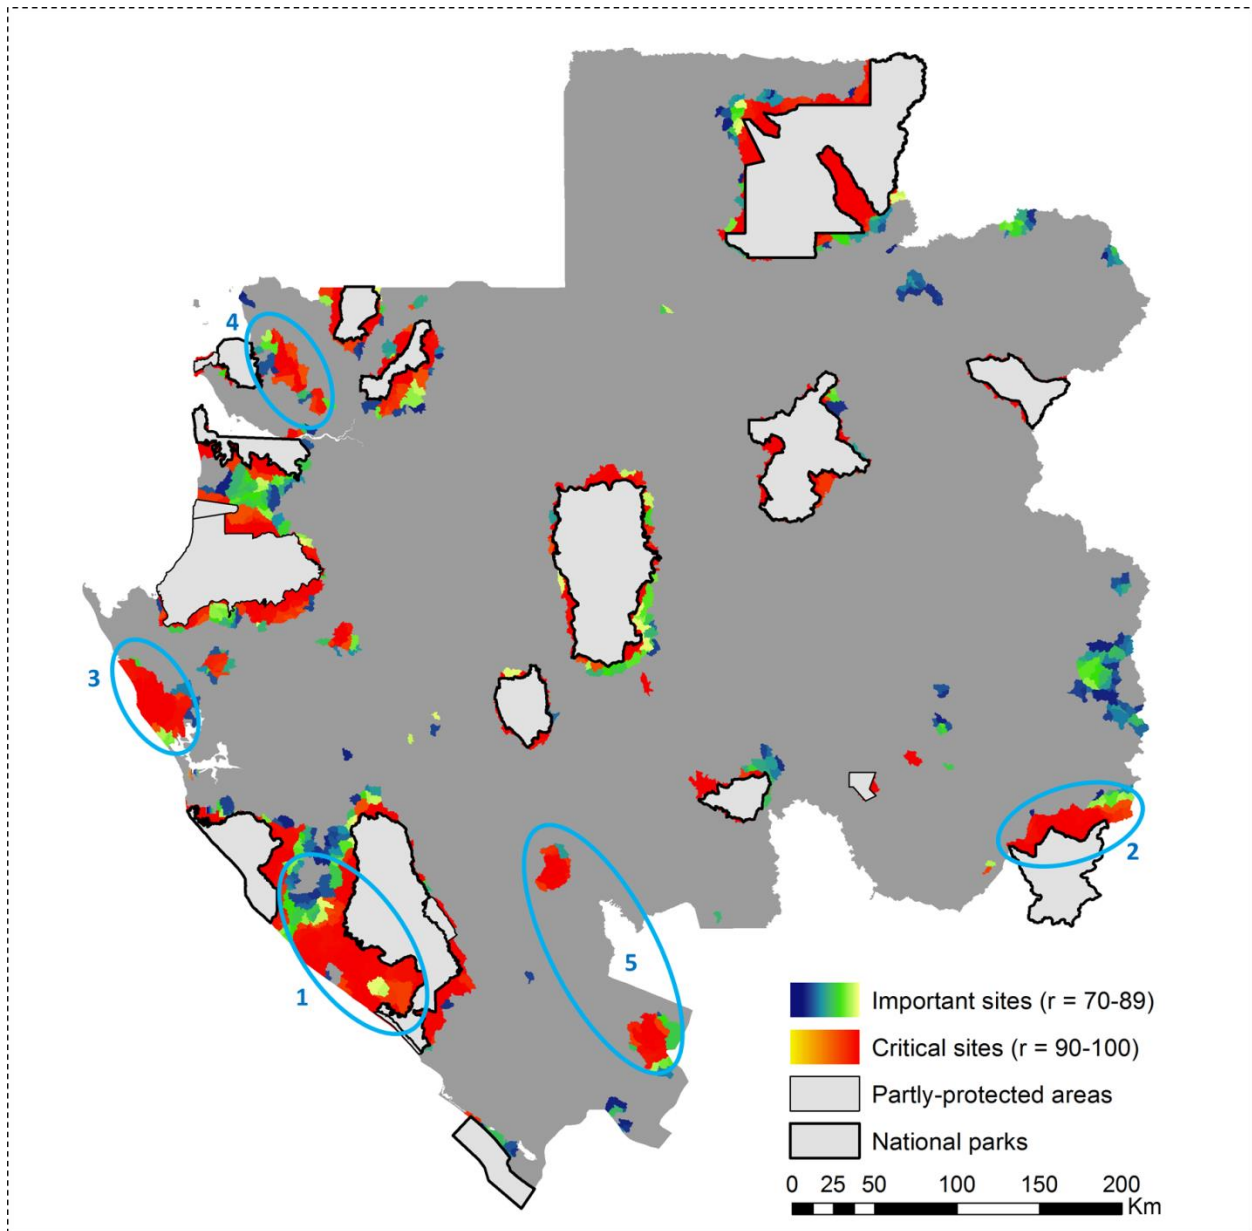 4
3
2
5
1
Important sites (r = 70-89)
Critical sites (r = 90-100)
Partly-protected areas
National parks
0 25 50 100 150 200
Km